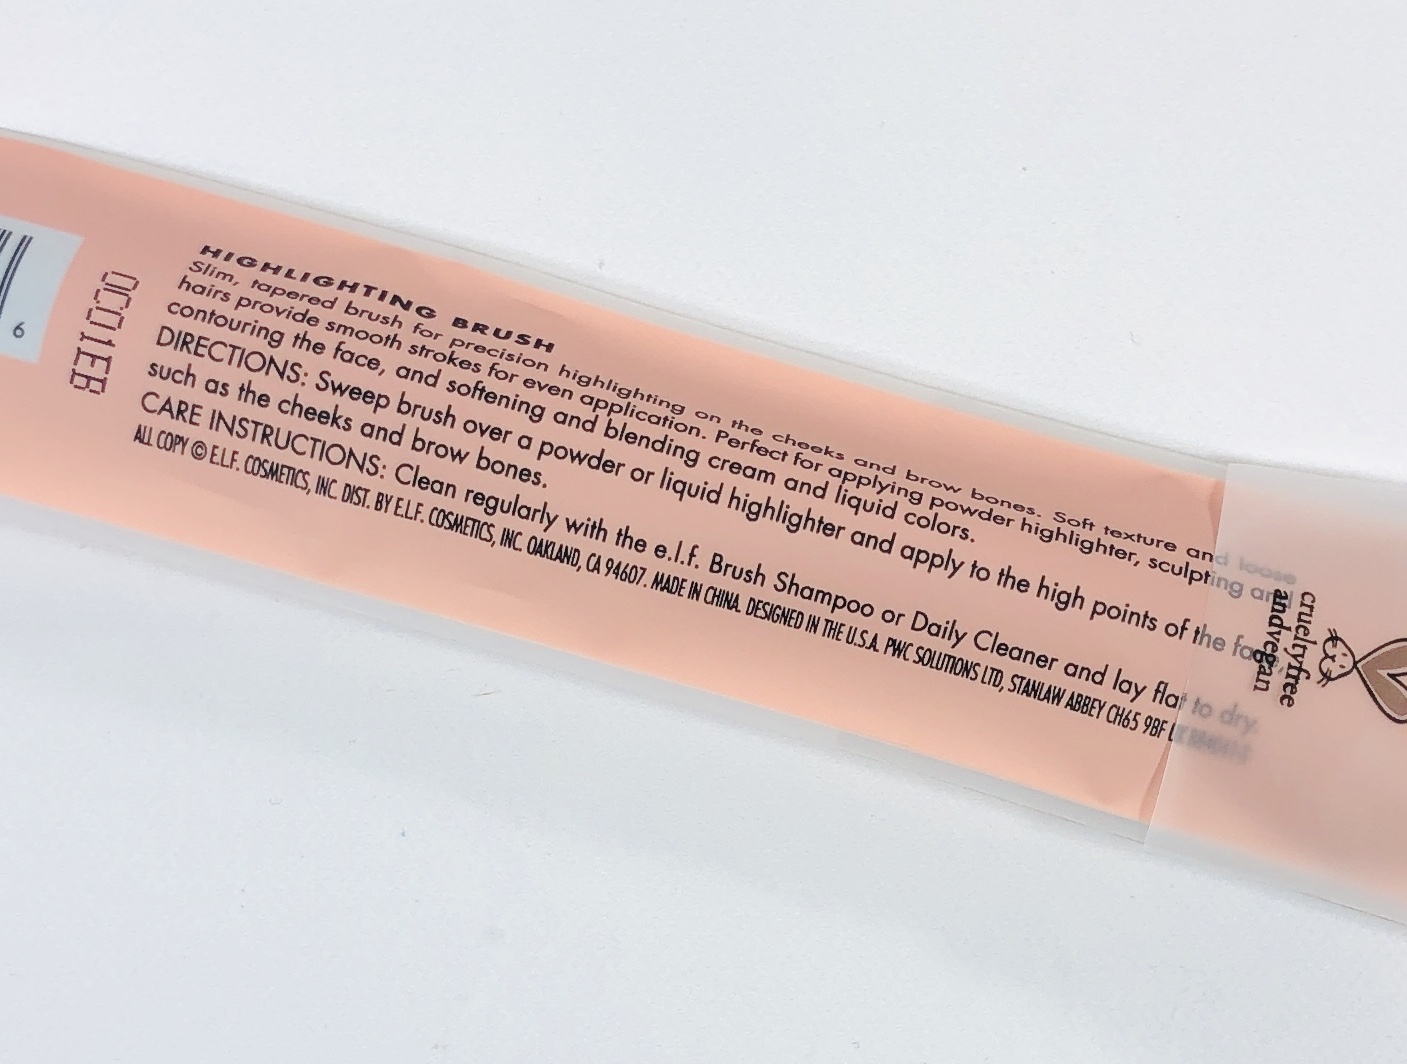 HIGHLIGHTING BRUSH
Slim, tapered brush for precision highlighting on the cheeks and brow bones. Soft texture and loose
hairs provide smooth strokes for even application. Perfect for applying powder highlighter, sculpting and
contouring the face, and softening and blending cream and liquid colors.
DIRECTIONS: Sweep brush over a powder or liquid highlighter and apply to the high points of the face,
such as the cheeks and brow bones.
CARE INSTRUCTIONS: Clean regularly with the e.l.f. Brush Shampoo or Daily Cleaner and lay flat to dry.
ALL COPY © E.L.F. COSMETICS, INC. DIST. BY E.L.F. COSMETICS, INC. OAKLAND, CA 94607. MADE IN CHINA. DESIGNED IN THE U.S.A. PWC SOLUTIONS LTD, STANLAW ABBEY CH65 9BF
6
crueltyfree
andvegan